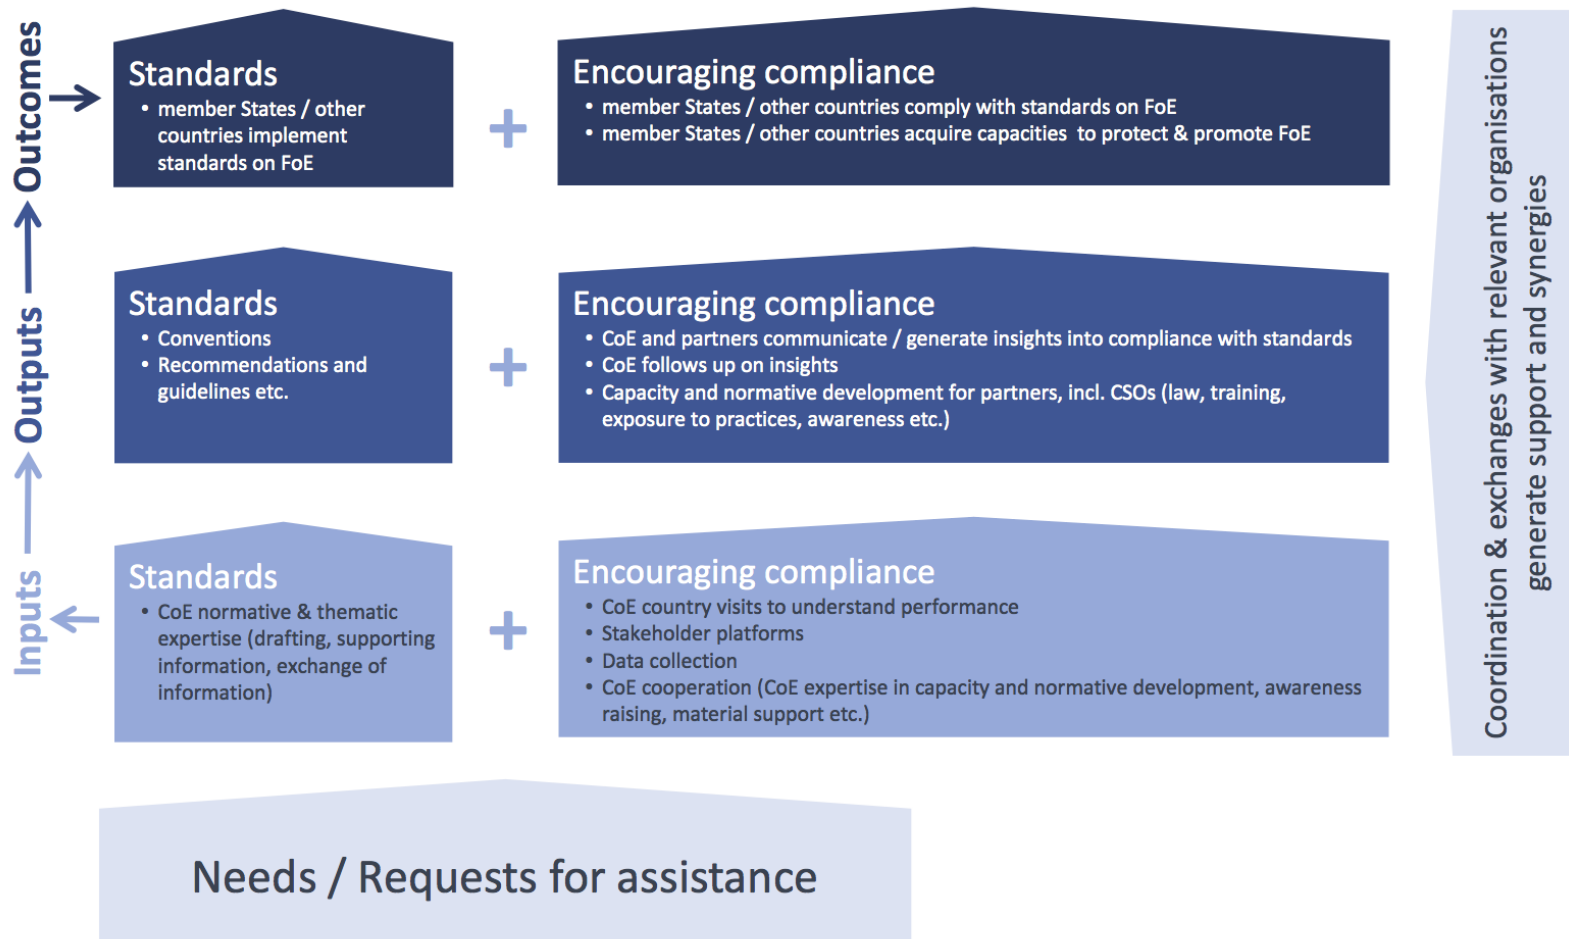 Outcomes
Standards
• member States / other
countries implement
standards on FoE
+
Encouraging compliance
• member States / other countries comply with standards on FoE
• member States / other countries acquire capacities to protect & promote FoE
Outputs
Standards
• Conventions
• Recommendations and
guidelines etc.
+
Encouraging compliance
• CoE and partners communicate / generate insights into compliance with standards
• CoE follows up on insights
• Capacity and normative development for partners, incl. CSOs (law, training,
exposure to practices, awareness etc.)
Inputs
Standards
• CoE normative & thematic
expertise (drafting, supporting
information, exchange of
information)
+
Encouraging compliance
• CoE country visits to understand performance
• Stakeholder platforms
• Data collection
• CoE cooperation (CoE expertise in capacity and normative development, awareness
raising, material support etc.)
Needs / Requests for assistance
Coordination & exchanges with relevant organisations
generate support and synergies